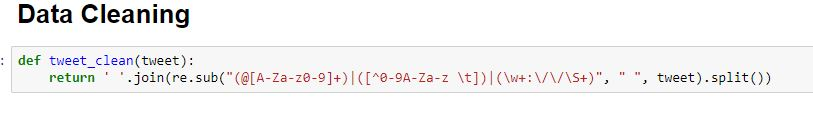 Data Cleaning
: def tweet_clean(tweet):
return ' '.join(re.sub("(@[A-Za-z0-9]+)|([^0-9A-Za-z \t])|(\w+:\/\/\S+)", " ", tweet).split())